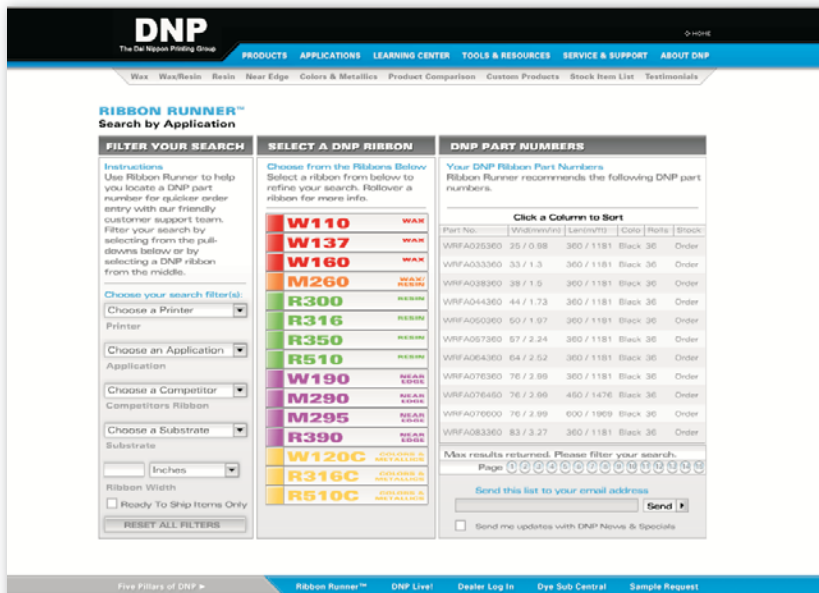 DNP
The Dai Nippon Printing Group
HOME
PRODUCTS APPLICATIONS LEARNING CENTER TOOLS & RESOURCES SERVICE & SUPPORT ABOUT DNP
Wax Wax/Resin Resin Near Edge Colors & Metallics Product Comparison Custom Products Stock Item List Testimonials
RIBBON RUNNER™
Search by Application
FILTER YOUR SEARCH
Instructions
Use Ribbon Runner to help
you locate a DNP part
number for quicker order
entry with our friendly
customer support team.
Filter your search by
selecting from the pull-
downs below or by
selecting a DNP ribbon
from the middle.
Choose your search filter(s):
Choose a Printer
Printer
Choose an Application
Application
Choose a Competitor
Competitors Ribbon
Choose a Substrate
Substrate
Inches
Ribbon Width
Ready To Ship Items Only
RESET ALL FILTERS
SELECT A DNP RIBBON
Choose from the Ribbons Below
Select a ribbon from below to
refine your search. Rollover a
ribbon for more info.
W110 WAX
W137 WAX
W160 WAX
M260 WAX/RESIN
R300 RESIN
R316 RESIN
R350 RESIN
R510 RESIN
W190 NEAR EDGE
M290 NEAR EDGE
M295 NEAR EDGE
R390 NEAR EDGE
W120C COLORS & METALLICS
R316C COLORS & METALLICS
R510C COLORS & METALLICS
DNP PART NUMBERS
Your DNP Ribbon Part Numbers
Ribbon Runner recommends the following DNP part
numbers.
Click a Column to Sort
Part No. Wid(mm/in) Len(m/ft) Colo Rolls Stock
WRFA025360 25 / 0.98 360 / 1181 Black 36 Order
WRFA033360 33 / 1.3 360 / 1181 Black 36 Order
WRFA038360 38 / 1.5 360 / 1181 Black 36 Order
WRFA044360 44 / 1.73 360 / 1181 Black 36 Order
WRFA050360 50 / 1.97 360 / 1181 Black 36 Order
WRFA057360 57 / 2.24 360 / 1181 Black 36 Order
WRFA064360 64 / 2.52 360 / 1181 Black 36 Order
WRFA076360 76 / 2.99 360 / 1181 Black 36 Order
WRFA076450 76 / 2.99 450 / 1476 Black 36 Order
WRFA076600 76 / 2.99 600 / 1969 Black 36 Order
WRFA083360 83 / 3.27 360 / 1181 Black 36 Order
Max results returned. Please filter your search.
Page 1 2 3 4 5 6 7 8 9 10 11 12 13 14 15
Send this list to your email address
Send
Send me updates with DNP News & Specials
Five Pillars of DNP
Ribbon Runner™ DNP Live! Dealer Log In Dye Sub Central Sample Request